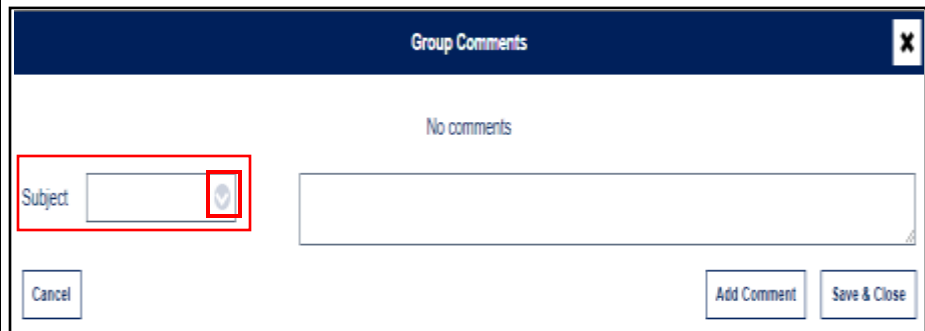 Group Comments
No comments
Subject
Cancel
Add Comment
Save & Close